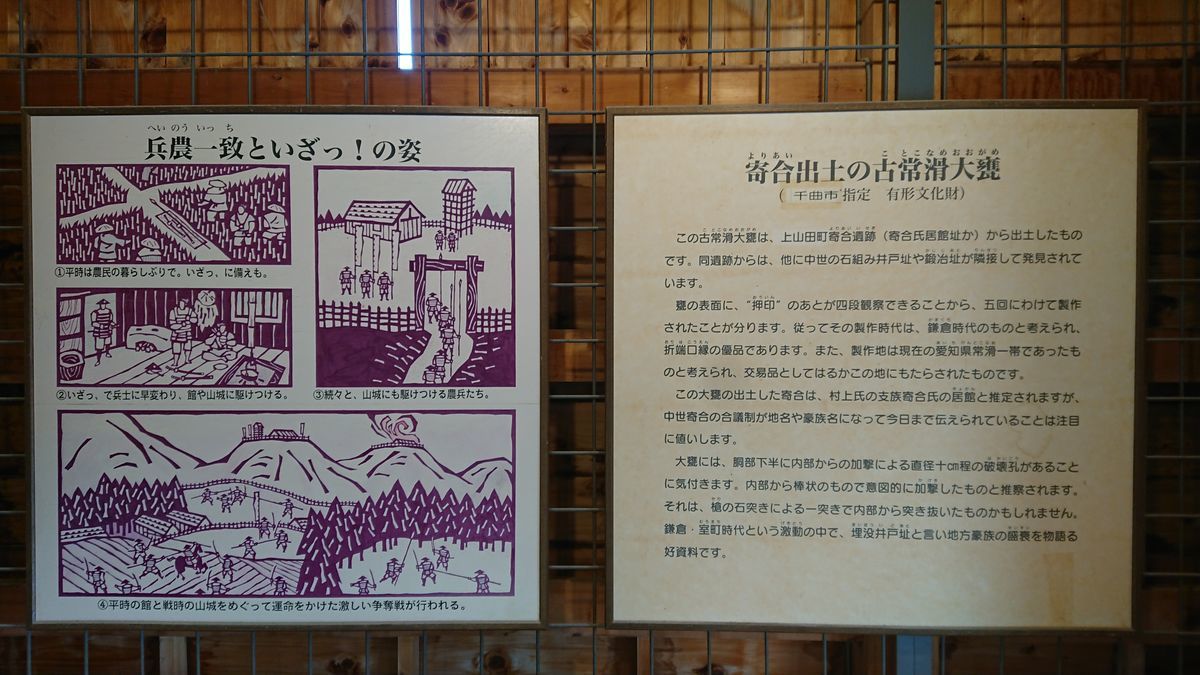 へいのういっち
兵農一致といざっ！の姿
①平時は農民の暮らしぶりで。いざっ、に備えも。
②いざっ、で兵士に早変わり、館や山城に駆けつける。
③続々と、山城にも駆けつける農兵たち。
④平時の館と戦時の山城をめぐって運命をかけた激しい争奪戦が行われる。
よりあい ことこなめおおがめ
寄合出土の古常滑大甕
（千曲市指定　有形文化財）
この古常滑大甕は、上山田町寄合遺跡（寄合氏居館址か）から出土したもの
です。同遺跡からは、他に中世の石組み井戸址や鍛冶址が隣接して発見されて
います。
甕の表面に、“押印”のあとが四段観察できることから、五回にわけて製作
されたことが分ります。従ってその製作時代は、鎌倉時代のものと考えられ、
折端口縁の優品であります。また、製作地は現在の愛知県常滑一帯であったも
のと考えられ、交易品としてはるかこの地にもたらされたものです。
この大甕の出土した寄合は、村上氏の支族寄合氏の居館と推定されますが、
中世寄合の合議制が地名や豪族名になって今日まで伝えられていることは注目
に値いします。
大甕には、胴部下半に内部からの加撃による直径十㎝程の破壊孔があること
に気付きます。内部から棒状のもので意図的に加撃したものと推察されます。
それは、槍の石突きによる一突きで内部から突き抜いたものかもしれません。
鎌倉・室町時代という激動の中で、埋没井戸址と言い地方豪族の盛衰を物語る
好資料です。